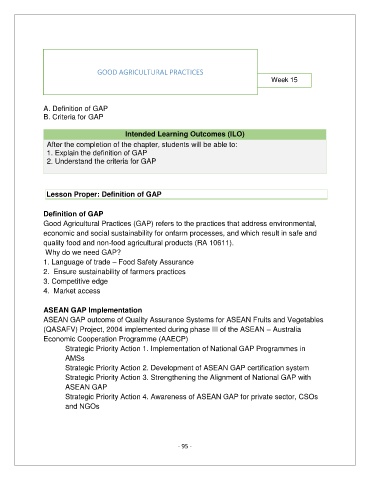 GOOD AGRICULTURAL PRACTICES
Week 15
A. Definition of GAP
B. Criteria for GAP
Intended Learning Outcomes (ILO)
After the completion of the chapter, students will be able to:
1. Explain the definition of GAP
2. Understand the criteria for GAP
Lesson Proper: Definition of GAP
Definition of GAP
Good Agricultural Practices (GAP) refers to the practices that address environmental,
economic and social sustainability for onfarm processes, and which result in safe and
quality food and non-food agricultural products (RA 10611).
Why do we need GAP?
1. Language of trade – Food Safety Assurance
2. Ensure sustainability of farmers practices
3. Competitive edge
4. Market access
ASEAN GAP Implementation
ASEAN GAP outcome of Quality Assurance Systems for ASEAN Fruits and Vegetables
(QASAFV) Project, 2004 implemented during phase III of the ASEAN – Australia
Economic Cooperation Programme (AAECP)
Strategic Priority Action 1. Implementation of National GAP Programmes in
AMSs
Strategic Priority Action 2. Development of ASEAN GAP certification system
Strategic Priority Action 3. Strengthening the Alignment of National GAP with
ASEAN GAP
Strategic Priority Action 4. Awareness of ASEAN GAP for private sector, CSOs
and NGOs
- 95 -